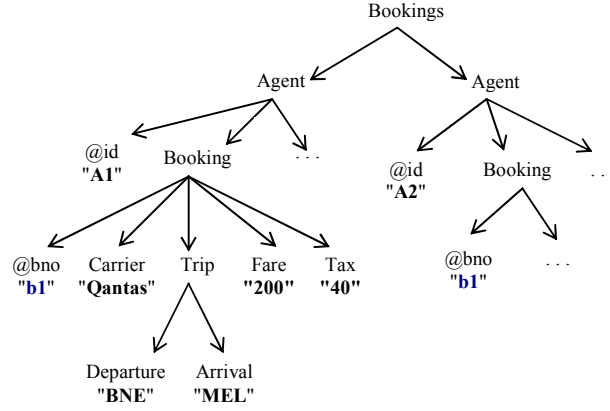 Bookings
Agent Agent
@id Booking . . . @id Booking . .
"A1" "A2"
@bno Carrier Trip Fare Tax @bno . . .
"b1" "Qantas" "200" "40" "b1"
Departure Arrival
"BNE" "MEL"